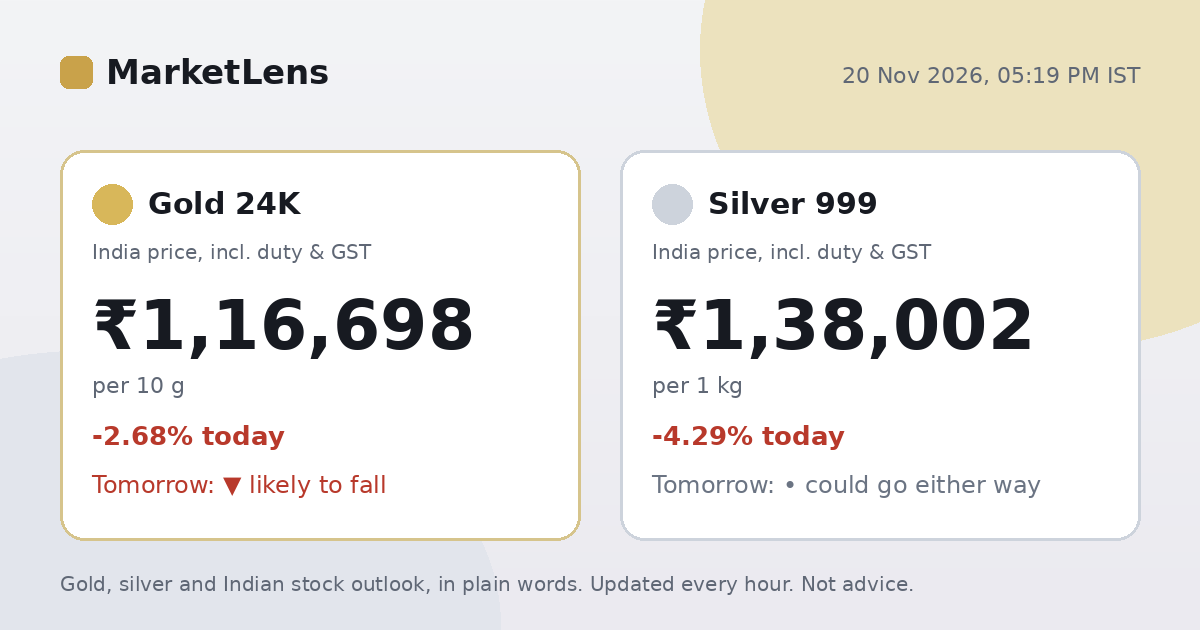 MarketLens
20 Nov 2026, 05:19 PM IST
Gold 24K
India price, incl. duty & GST
₹1,16,698
per 10 g
-2.68% today
Tomorrow: ▼ likely to fall
Silver 999
India price, incl. duty & GST
₹1,38,002
per 1 kg
-4.29% today
Tomorrow: • could go either way
Gold, silver and Indian stock outlook, in plain words. Updated every hour. Not advice.